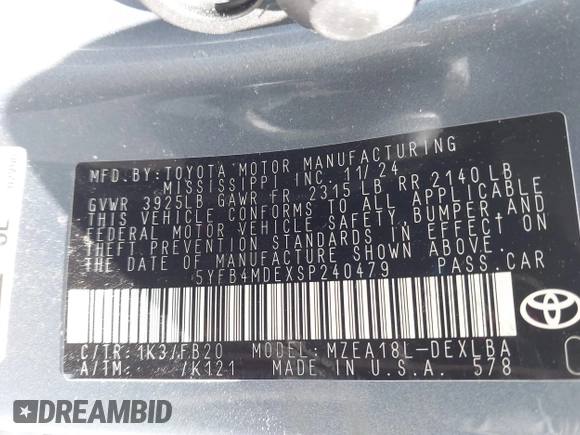 MFD. BY: TOYOTA MOTOR MANUFACTURING
MISSISSIPPI INC. 11/24
GVWR 3925LB GAWR FR 2315 LB RR 2140 LB
THIS VEHICLE CONFORMS TO ALL APPLICABLE
FEDERAL MOTOR VEHICLE SAFETY, BUMPER, AND
THEFT PREVENTION STANDARDS IN EFFECT ON
THE DATE OF MANUFACTURE SHOWN ABOVE.
5YFB4MDEXSP240479 PASS. CAR
C/TR: 1K3/FB20 MODEL: MZEA18L-DEXLBA
A/TM: /K121 MADE IN U.S.A. 578
TOYOTA
DREAMBID